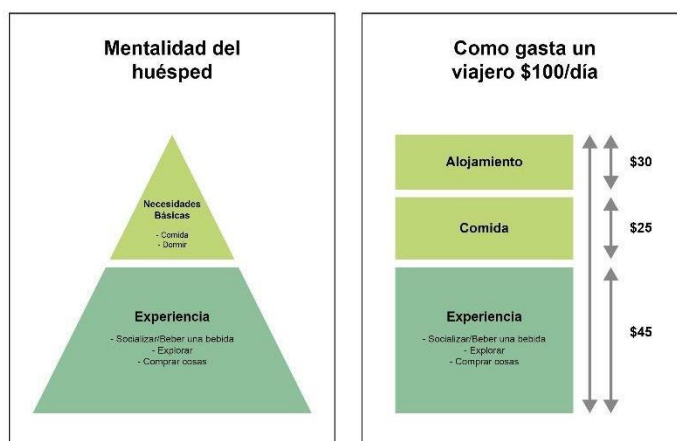 Mentalidad del
huésped
Necesidades
Básicas
- Comida
- Dormir
Experiencia
- Socializar/Beber una bebida
- Explorar
- Comprar cosas
Como gasta un
viajero $100/día
Alojamiento
$30
Comida
$25
Experiencia
- Socializar/Beber una bebida
- Explorar
- Comprar cosas
$45